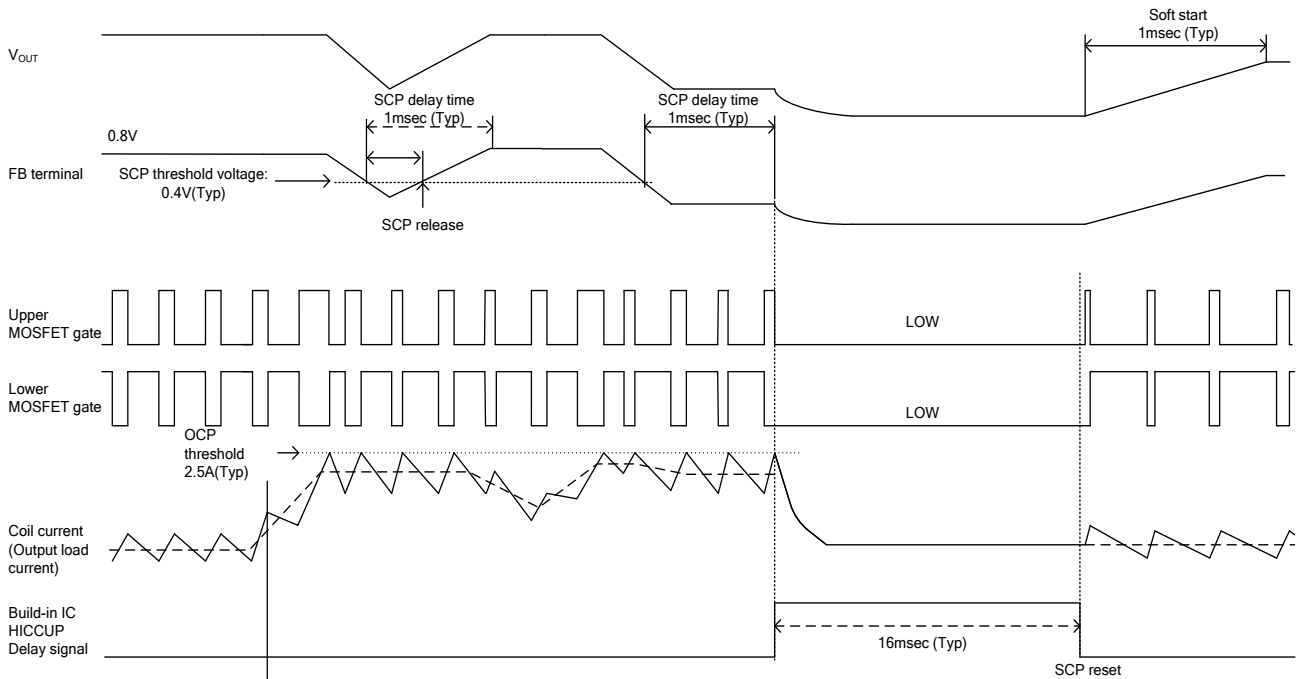 Soft start
1msec (Typ)
VOUT
SCP delay time
1msec (Typ)
SCP delay time
1msec (Typ)
0.8V
FB terminal
SCP threshold voltage:
0.4V(Typ)
SCP release
Upper
MOSFET gate
LOW
Lower
MOSFET gate
LOW
OCP
threshold
2.5A(Typ)
Coil current
(Output load
current)
Build-in IC
HICCUP
Delay signal
16msec (Typ)
SCP reset